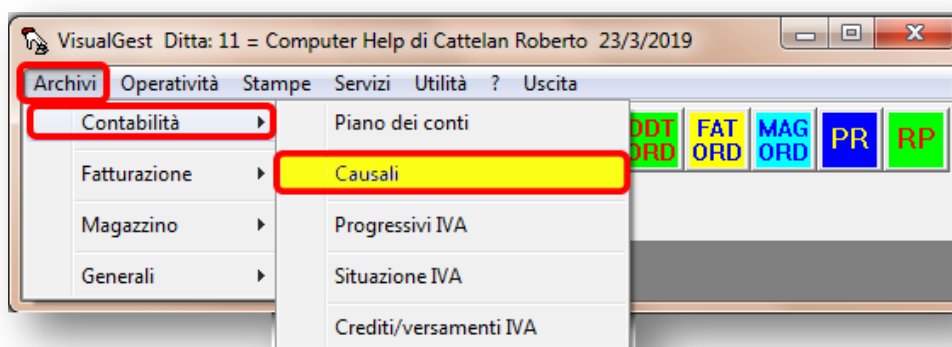 VisualGest Ditta: 11 = Computer Help di Cattelan Roberto 23/3/2019
Archivi Operatività Stampe Servizi Utilità ? Uscita
Contabilità
Fatturazione
Magazzino
Generali
Piano dei conti
Causali
Progressivi IVA
Situazione IVA
Crediti/versamenti IVA
DDT
ORD
FAT
ORD
MAG
ORD
PR
RP